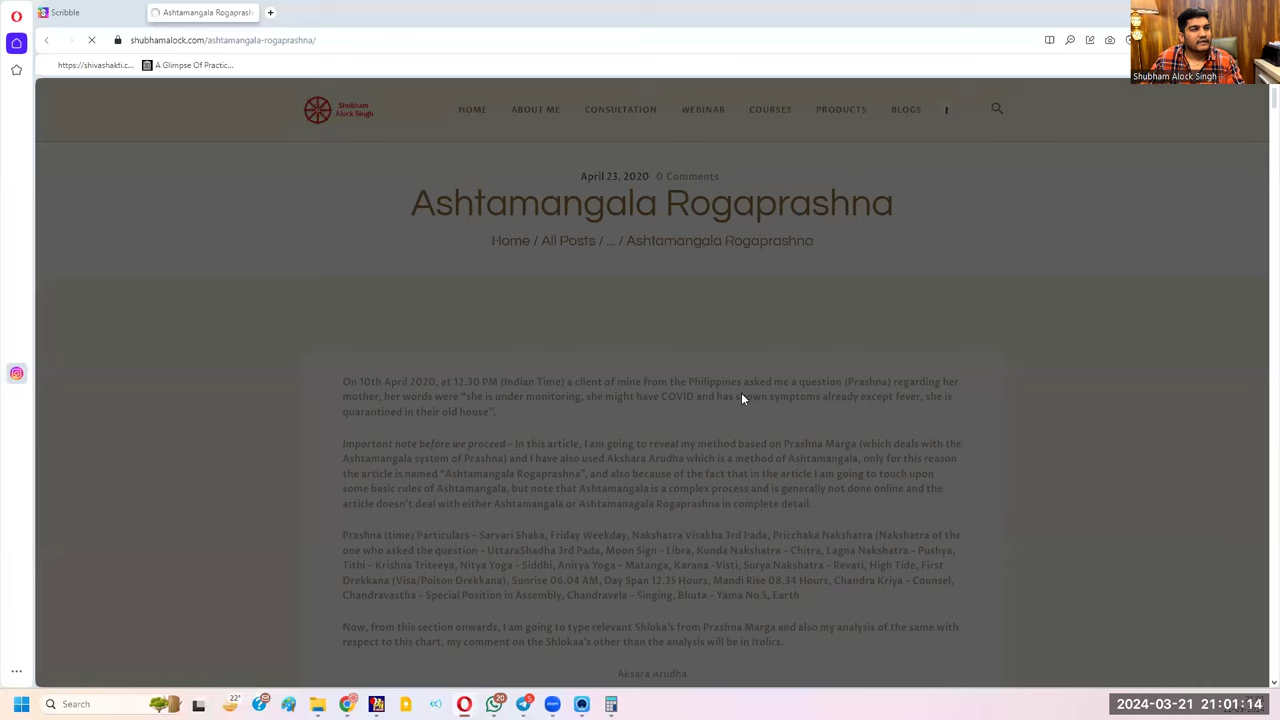 Scribble
Ashtamangala Rogaprash
shubhamalock.com/ashtamangala-rogaprashna/
https://shivashakti.c...
A Glimpse Of Practic...
Shubham Alock Singh
Shubham
Alock Singh
HOME
ABOUT ME
CONSULTATION
WEBINAR
COURSES
PRODUCTS
BLOGS
April 23, 2020 0 Comments
Ashtamangala Rogaprashna
Home / All Posts / ... / Ashtamangala Rogaprashna
On 10th April 2020, at 12.30 PM (Indian Time) a client of mine from the Philippines asked me a question (Prashna) regarding her
mother, her words were “she is under monitoring, she might have COVID and has shown symptoms already except fever, she is
quarantined in their old house”.
Important note before we proceed – In this article, I am going to reveal my method based on Prashna Marga (which deals with the
Ashtamangala system of Prashna) and I have also used Akshara Arudha which is a method of Ashtamangala, only for this reason
the article is named “Ashtamangala Rogaprashna”, and also because of the fact that in the article I am going to touch upon
some basic rules of Ashtamangala, but note that Ashtamangala is a complex process and is generally not done online and the
article doesn’t deal with either Ashtamangala or Ashtamanagala Rogaprashna in complete detail.
Prashna (time) Particulars – Sarvari Shaka, Friday Weekday, Nakshatra Visakha 3rd Pada, Pricchaka Nakshatra (Nakshatra of the
one who asked the question – UttaraShadha 3rd Pada, Moon Sign – Libra, Kunda Nakshatra – Chitra, Lagna Nakshatra – Pushya,
Tithi – Krishna Triteeya, Nitya Yoga – Siddhi, Anitya Yoga – Matanga, Karana -Visti, Surya Nakshatra – Revati, High Tide, First
Drekkana (Visa/Poison Drekkana), Sunrise 06.04 AM, Day Span 12.35 Hours, Mandi Rise 08.34 Hours, Chandra Kriya – Counsel,
Chandravastha – Special Position in Assembly, Chandravela – Singing, Bhuta – Yama No.5, Earth
Now, from this section onwards, I am going to type relevant Shloka’s from Prashna Marga and also my analysis of the same with
respect to this chart, my comment on the Shlokaa’s other than the analysis will be in Italics.
Aksara Arudha
Search
22°
20
5
2024-03-21 21:01:14